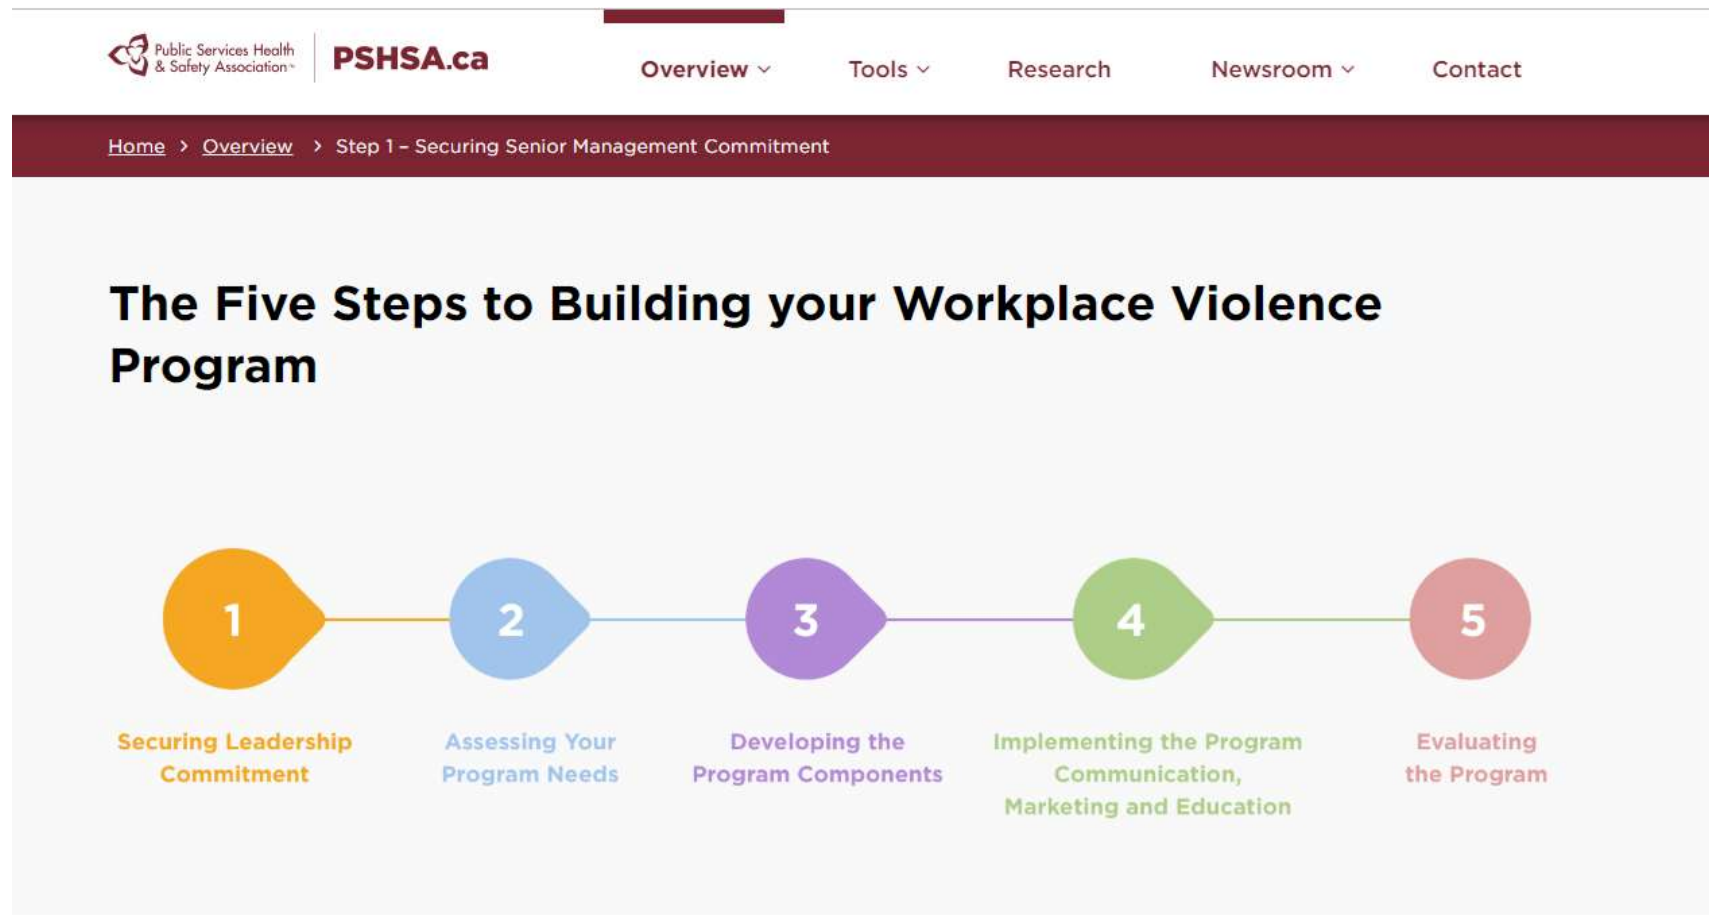 Public Services Health
& Safety Association™
PSHSA.ca
Overview
Tools
Research
Newsroom
Contact
Home > Overview > Step 1 – Securing Senior Management Commitment
The Five Steps to Building your Workplace Violence
Program
1
2
3
4
5
Securing Leadership
Commitment
Assessing Your
Program Needs
Developing the
Program Components
Implementing the Program
Communication,
Marketing and Education
Evaluating
the Program